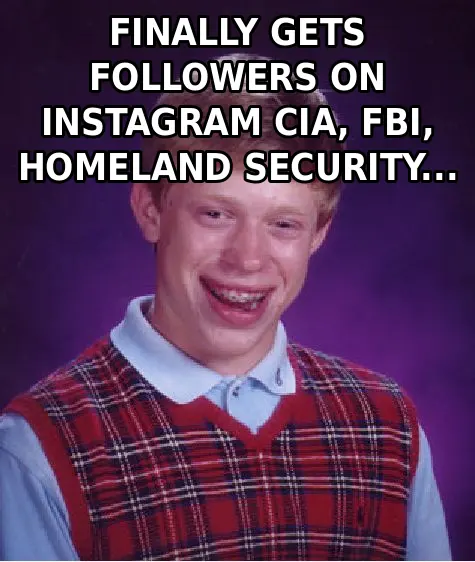 FINALLY GETS
FOLLOWERS ON
INSTAGRAM CIA, FBI,
HOMELAND SECURITY...